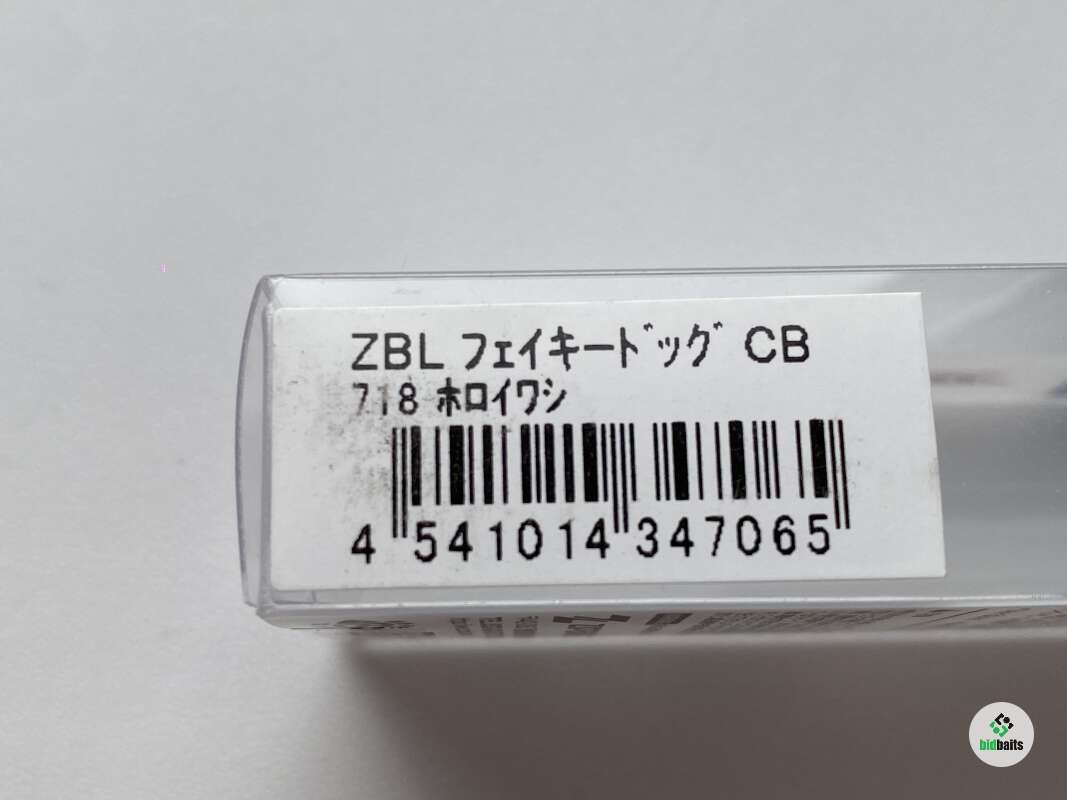 ZBL ﾌｪｲｷｰﾄﾞｯｸﾞ CB
718 ﾎﾛｲﾜｼ
4 541014 347065
bidbaits